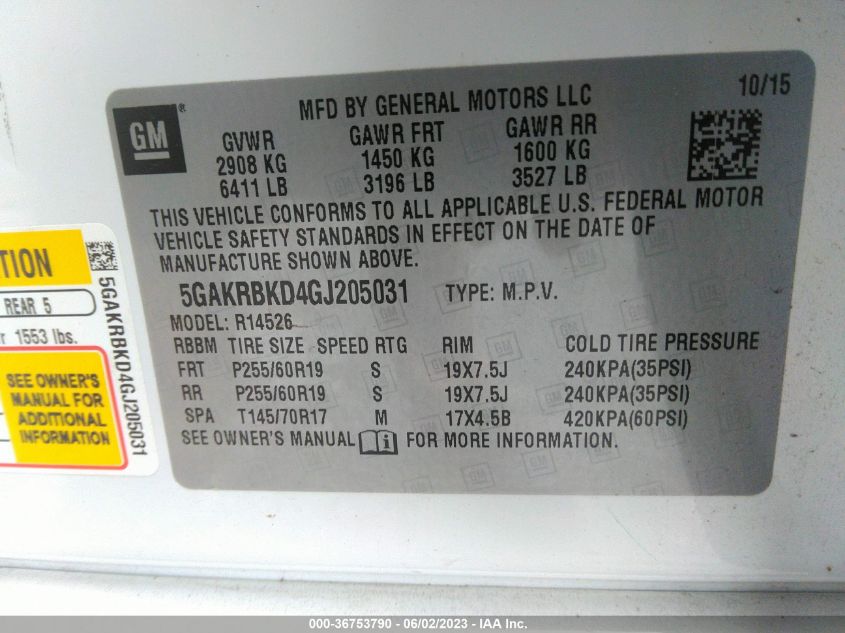 10/15
MFD BY GENERAL MOTORS LLC
GM ®
GVWR GAWR FRT GAWR RR
2908 KG 1450 KG 1600 KG
6411 LB 3196 LB 3527 LB
THIS VEHICLE CONFORMS TO ALL APPLICABLE U.S. FEDERAL MOTOR
VEHICLE SAFETY STANDARDS IN EFFECT ON THE DATE OF
MANUFACTURE SHOWN ABOVE.
5GAKRBKD4GJ205031 TYPE: M.P.V.
MODEL: R14526
RBBM TIRE SIZE SPEED RTG RIM COLD TIRE PRESSURE
FRT P255/60R19 S 19X7.5J 240KPA(35PSI)
RR P255/60R19 S 19X7.5J 240KPA(35PSI)
SPA T145/70R17 M 17X4.5B 420KPA(60PSI)
SEE OWNER'S MANUAL FOR MORE INFORMATION.
TION
REAR 5
r 1553 lbs.
SEE OWNER'S
MANUAL FOR
ADDITIONAL
INFORMATION
5GAKRBKD4GJ205031
000-36753790 - 06/02/2023 - IAA Inc.